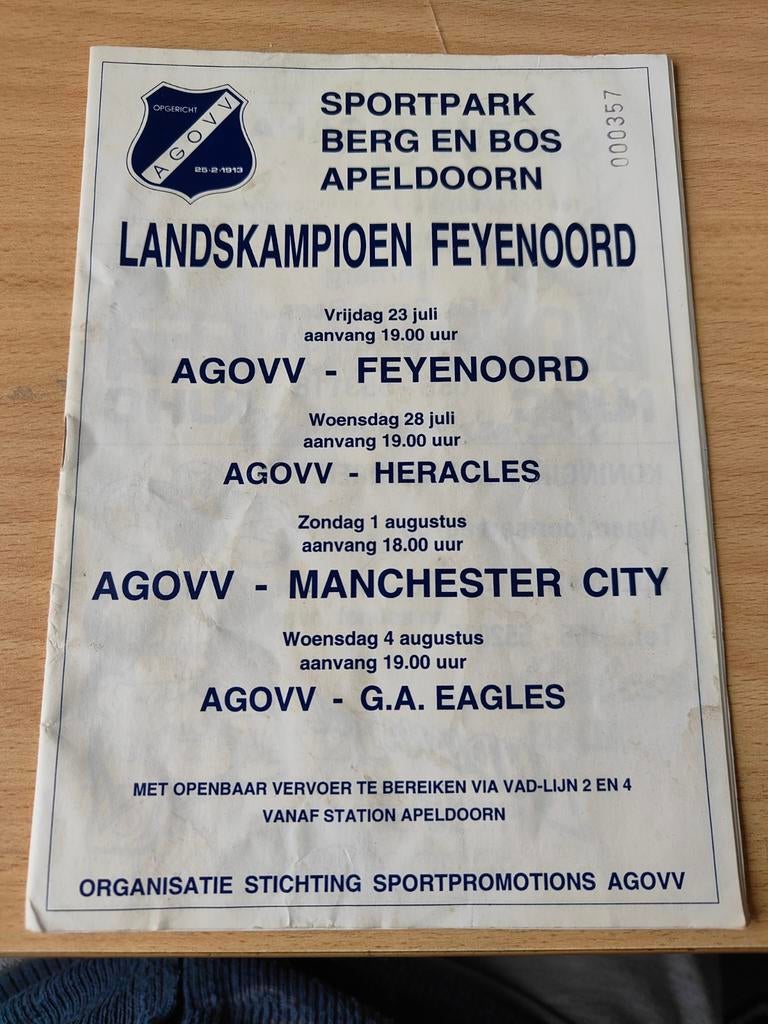 OPGERICHT
AGOVV
25-2-1913
SPORTPARK
BERG EN BOS
APELDOORN
000357
LANDSKAMPIOEN FEYENOORD
Vrijdag 23 juli
aanvang 19.00 uur
AGOVV - FEYENOORD
Woensdag 28 juli
aanvang 19.00 uur
AGOVV - HERACLES
Zondag 1 augustus
aanvang 18.00 uur
AGOVV - MANCHESTER CITY
Woensdag 4 augustus
aanvang 19.00 uur
AGOVV - G.A. EAGLES
MET OPENBAAR VERVOER TE BEREIKEN VIA VAD-LIJN 2 EN 4
VANAF STATION APELDOORN
ORGANISATIE STICHTING SPORTPROMOTIONS AGOVV